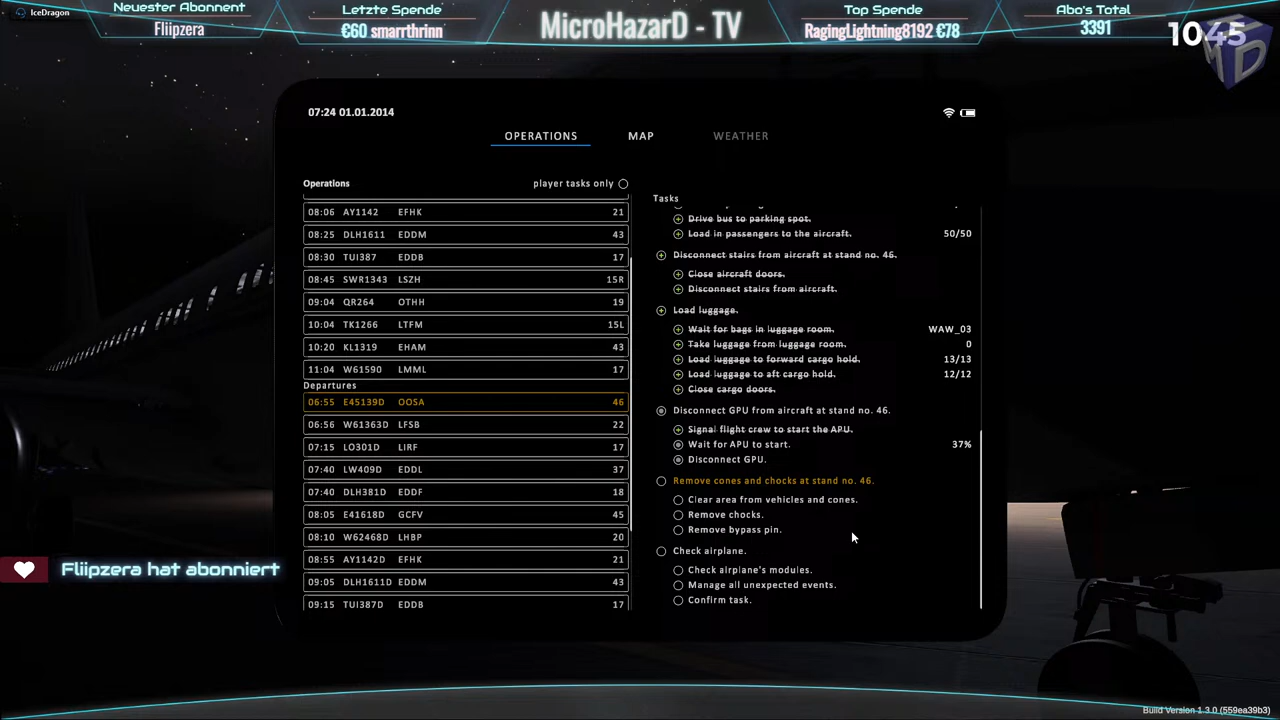 IceDragon
Neuester Abonnent
Fliipzera
Letzte Spende
€60 smarrthrinn
MicroHazarD - TV
Top Spende
RagingLightning8192 €78
Abo's Total
3391
10:45
MD
07:24 01.01.2014
OPERATIONS MAP WEATHER
Operations player tasks only
08:06 AY1142 EFHK 21
08:25 DLH1611 EDDM 43
08:30 TUI387 EDDB 17
08:45 SWR1343 LSZH 15R
09:04 QR264 OTHH 19
10:04 TK1266 LTFM 15L
10:20 KL1319 EHAM 43
11:04 W61590 LMML 17
Departures
06:55 E45139D OOSA 46
06:56 W61363D LFSB 22
07:15 LO301D LIRF 17
07:40 LW409D EDDL 37
07:40 DLH381D EDDF 18
08:05 E41618D GCFV 45
08:10 W62468D LHBP 20
08:55 AY1142D EFHK 21
09:05 DLH1611D EDDM 43
09:15 TUI387D EDDB 17
Tasks
Drive bus to parking spot.
Load in passengers to the aircraft. 50/50
Disconnect stairs from aircraft at stand no. 46.
Close aircraft doors.
Disconnect stairs from aircraft.
Load luggage.
Wait for bags in luggage room. WAW_03
Take luggage from luggage room. 0
Load luggage to forward cargo hold. 13/13
Load luggage to aft cargo hold. 12/12
Close cargo doors.
Disconnect GPU from aircraft at stand no. 46.
Signal flight crew to start the APU.
Wait for APU to start. 37%
Disconnect GPU.
Remove cones and chocks at stand no. 46.
Clear area from vehicles and cones.
Remove chocks.
Remove bypass pin.
Check airplane.
Check airplane's modules.
Manage all unexpected events.
Confirm task.
Fliipzera hat abonniert
Build Version 1.3.0 (559ea39b3)